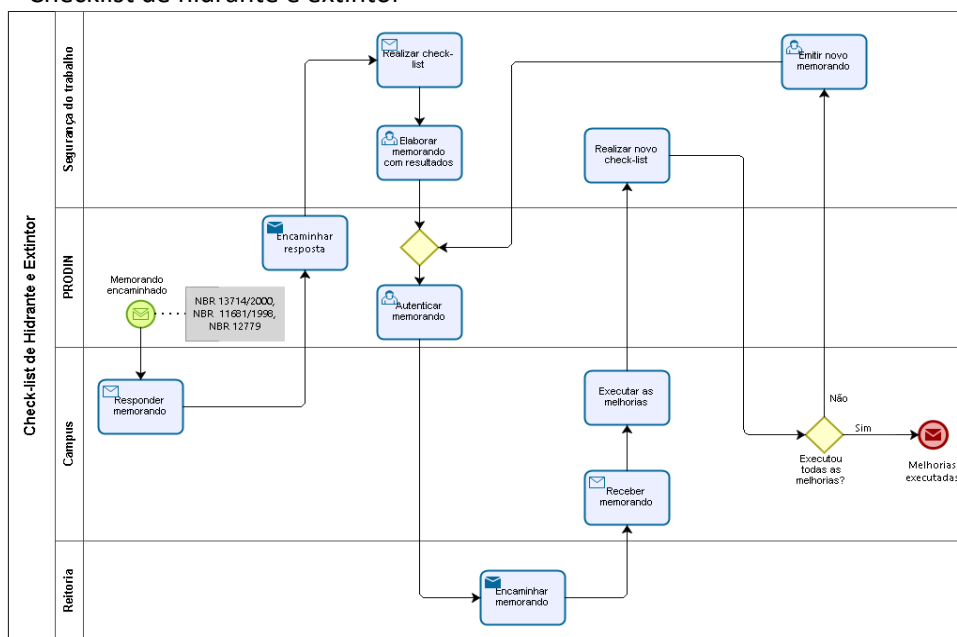 Checklist de Hidrante e extintor
Check-list de Hidrante e Extintor
Segurança do trabalho
Realizar check-
list
Elaborar
memorando
com resultados
Realizar novo
check-list
Emitir novo
memorando
PRODIN
Memorando
encaminhado
NBR 13714/2000,
NBR 11681/1998,
NBR 12779
Encaminhar
resposta
Autenticar
memorando
Campus
Responder
memorando
Executar as
melhorias
Receber
memorando
Não
Sim
Executou
todas as
melhorias?
Melhorias
executadas
Reitoria
Encaminhar
memorando